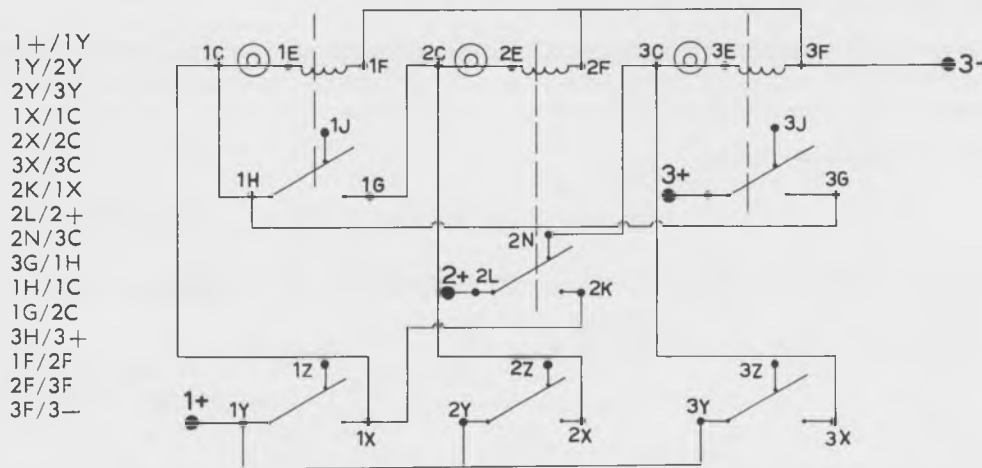 1+/1Y
1Y/2Y
2Y/3Y
1X/1C
2X/2C
3X/3C
2K/1X
2L/2+
2N/3C
3G/1H
1H/1C
1G/2C
3H/3+
1F/2F
2F/3F
3F/3—
1C 1E 1F 2C 2E 2F 3C 3E 3F 3-
1J 3J
1H 1G 3+ 3G
2N
2+ 2L 2K
1Z 2Z 3Z
1+ 1Y 1X 2Y 2X 3Y 3X